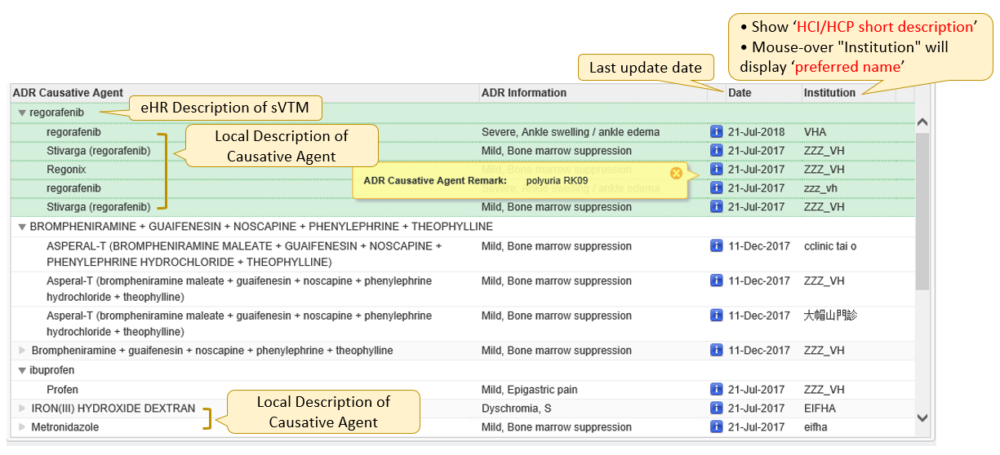 • Show ‘HCI/HCP short description’
• Mouse-over "Institution" will
display ‘preferred name’
Last update date
ADR Causative Agent ADR Information Date Institution
regorafenib
eHR Description of sVTM
regorafenib Severe, Ankle swelling / ankle edema 21-Jul-2018 VHA
Local Description of
Causative Agent
Stivarga (regorafenib) Mild, Bone marrow suppression 21-Jul-2017 ZZZ_VH
Regonix Mild, Bone marrow suppression 21-Jul-2017 ZZZ_VH
ADR Causative Agent Remark: polyuria RK09
regorafenib Severe, Ankle swelling / ankle edema 21-Jul-2017 zzz_vh
Stivarga (regorafenib) Mild, Bone marrow suppression 21-Jul-2017 ZZZ_VH
BROMPHENIRAMINE + GUAIFENESIN + NOSCAPINE + PHENYLEPHRINE + THEOPHYLLINE
ASPERAL-T (BROMPHENIRAMINE MALEATE + GUAIFENESIN + NOSCAPINE + Mild, Bone marrow suppression 11-Dec-2017 cclinic tai o
PHENYLEPHRINE HYDROCHLORIDE + THEOPHYLLINE)
Asperal-T (brompheniramine maleate + guaifenesin + noscapine + phenylephrine Mild, Bone marrow suppression 11-Dec-2017 ZZZ_VH
hydrochloride + theophylline)
Asperal-T (brompheniramine maleate + guaifenesin + noscapine + phenylephrine Mild, Bone marrow suppression 11-Dec-2017 大帽山門診
hydrochloride + theophylline)
Brompheniramine + guaifenesin + noscapine + phenylephrine + theophylline Mild, Bone marrow suppression 11-Dec-2017 ZZZ_VH
ibuprofen
Profen Mild, Epigastric pain 21-Jul-2017 ZZZ_VH
IRON(III) HYDROXIDE DEXTRAN Dyschromia, S 21-Jul-2017 EIFHA
Local Description of
Causative Agent
Metronidazole Mild, Bone marrow suppression 21-Jul-2017 eifha